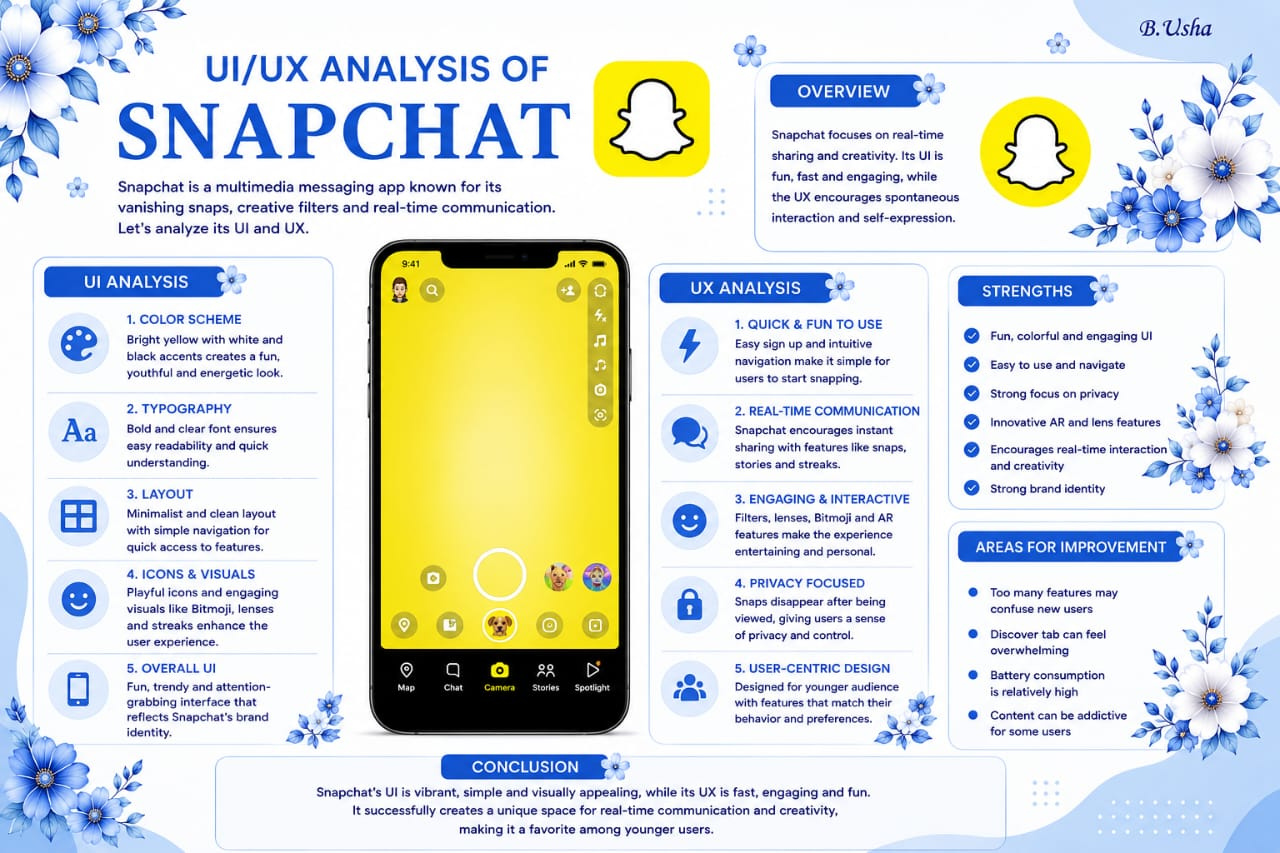 B.Usha
UI/UX ANALYSIS OF
SNAPCHAT
Snapchat is a multimedia messaging app known for its
vanishing snaps, creative filters and real-time communication.
Let's analyze its UI and UX.
OVERVIEW
Snapchat focuses on real-time
sharing and creativity. Its UI is
fun, fast and engaging, while
the UX encourages spontaneous
interaction and self-expression.
UI ANALYSIS
1. COLOR SCHEME
Bright yellow with white and
black accents creates a fun,
youthful and energetic look.
Aa
2. TYPOGRAPHY
Bold and clear font ensures
easy readability and quick
understanding.
3. LAYOUT
Minimalist and clean layout
with simple navigation for
quick access to features.
4. ICONS & VISUALS
Playful icons and engaging
visuals like Bitmoji, lenses
and streaks enhance the
user experience.
5. OVERALL UI
Fun, trendy and attention-
grabbing interface that
reflects Snapchat's brand
identity.
9:41
Map
Chat
Camera
Stories
Spotlight
UX ANALYSIS
1. QUICK & FUN TO USE
Easy sign up and intuitive
navigation make it simple for
users to start snapping.
2. REAL-TIME COMMUNICATION
Snapchat encourages instant
sharing with features like snaps,
stories and streaks.
3. ENGAGING & INTERACTIVE
Filters, lenses, Bitmoji and AR
features make the experience
entertaining and personal.
4. PRIVACY FOCUSED
Snaps disappear after being
viewed, giving users a sense
of privacy and control.
5. USER-CENTRIC DESIGN
Designed for younger audience
with features that match their
behavior and preferences.
STRENGTHS
Fun, colorful and engaging UI
Easy to use and navigate
Strong focus on privacy
Innovative AR and lens features
Encourages real-time interaction
and creativity
Strong brand identity
AREAS FOR IMPROVEMENT
Too many features may
confuse new users
Discover tab can feel
overwhelming
Battery consumption
is relatively high
Content can be addictive
for some users
CONCLUSION
Snapchat's UI is vibrant, simple and visually appealing, while its UX is fast, engaging and fun.
It successfully creates a unique space for real-time communication and creativity,
making it a favorite among younger users.